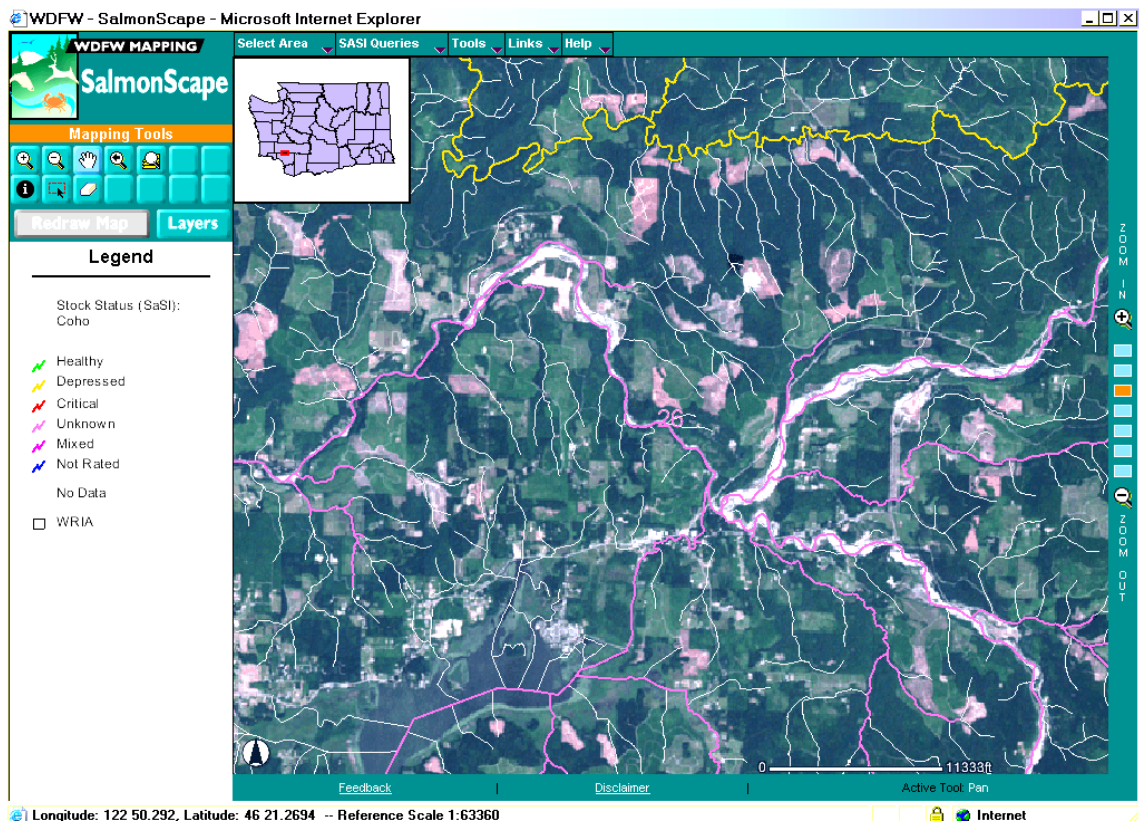 WDFW - SalmonScape - Microsoft Internet Explorer
WDFW MAPPING
SalmonScape
Select Area SASI Queries Tools Links Help
Mapping Tools
Redraw Map Layers
Legend
Stock Status (SaSI):
Coho
Healthy
Depressed
Critical
Unknown
Mixed
Not Rated
No Data
WRIA
26
ZOOM IN
ZOOM OUT
0 11333ft
Feedback | Disclaimer | Active Tool: Pan
Longitude: 122 50.292, Latitude: 46 21.2694 -- Reference Scale 1:63360
Internet